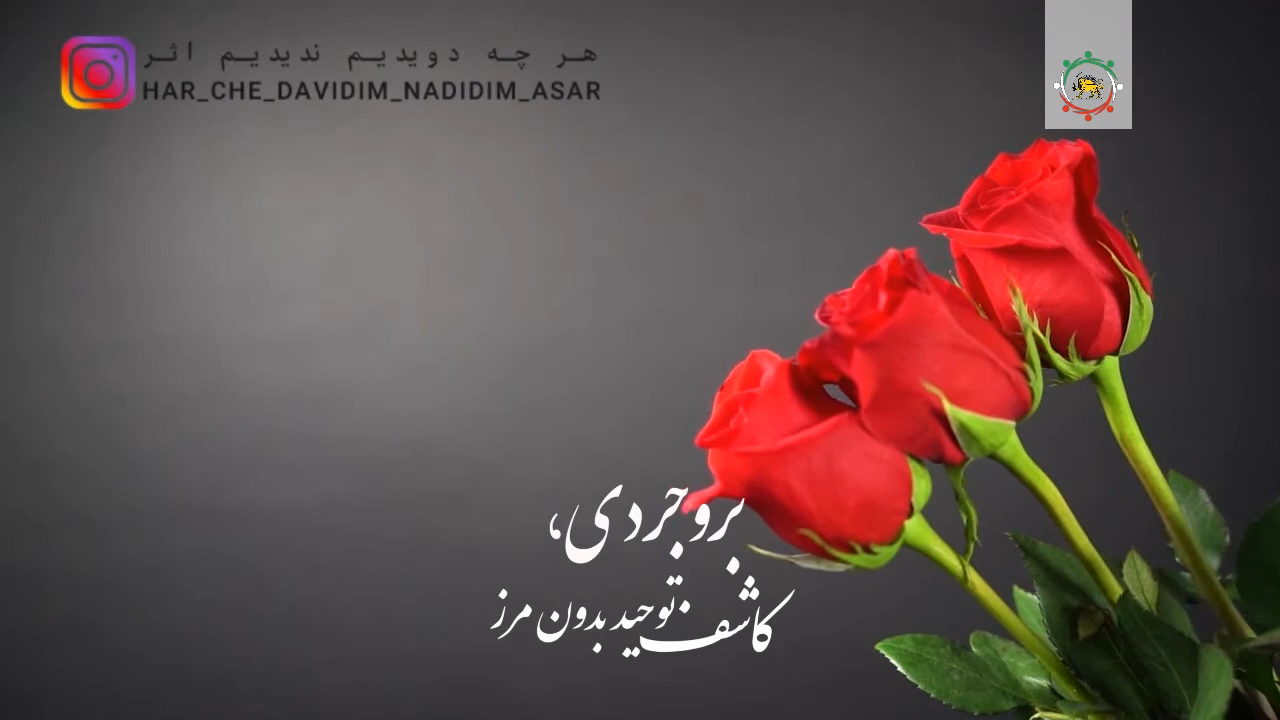 هر چه دویدیم ندیدیم اثر
HAR_CHE_DAVIDIM_NADIDIM_ASAR
بروجردی،
کاشف توحید بدون مرز